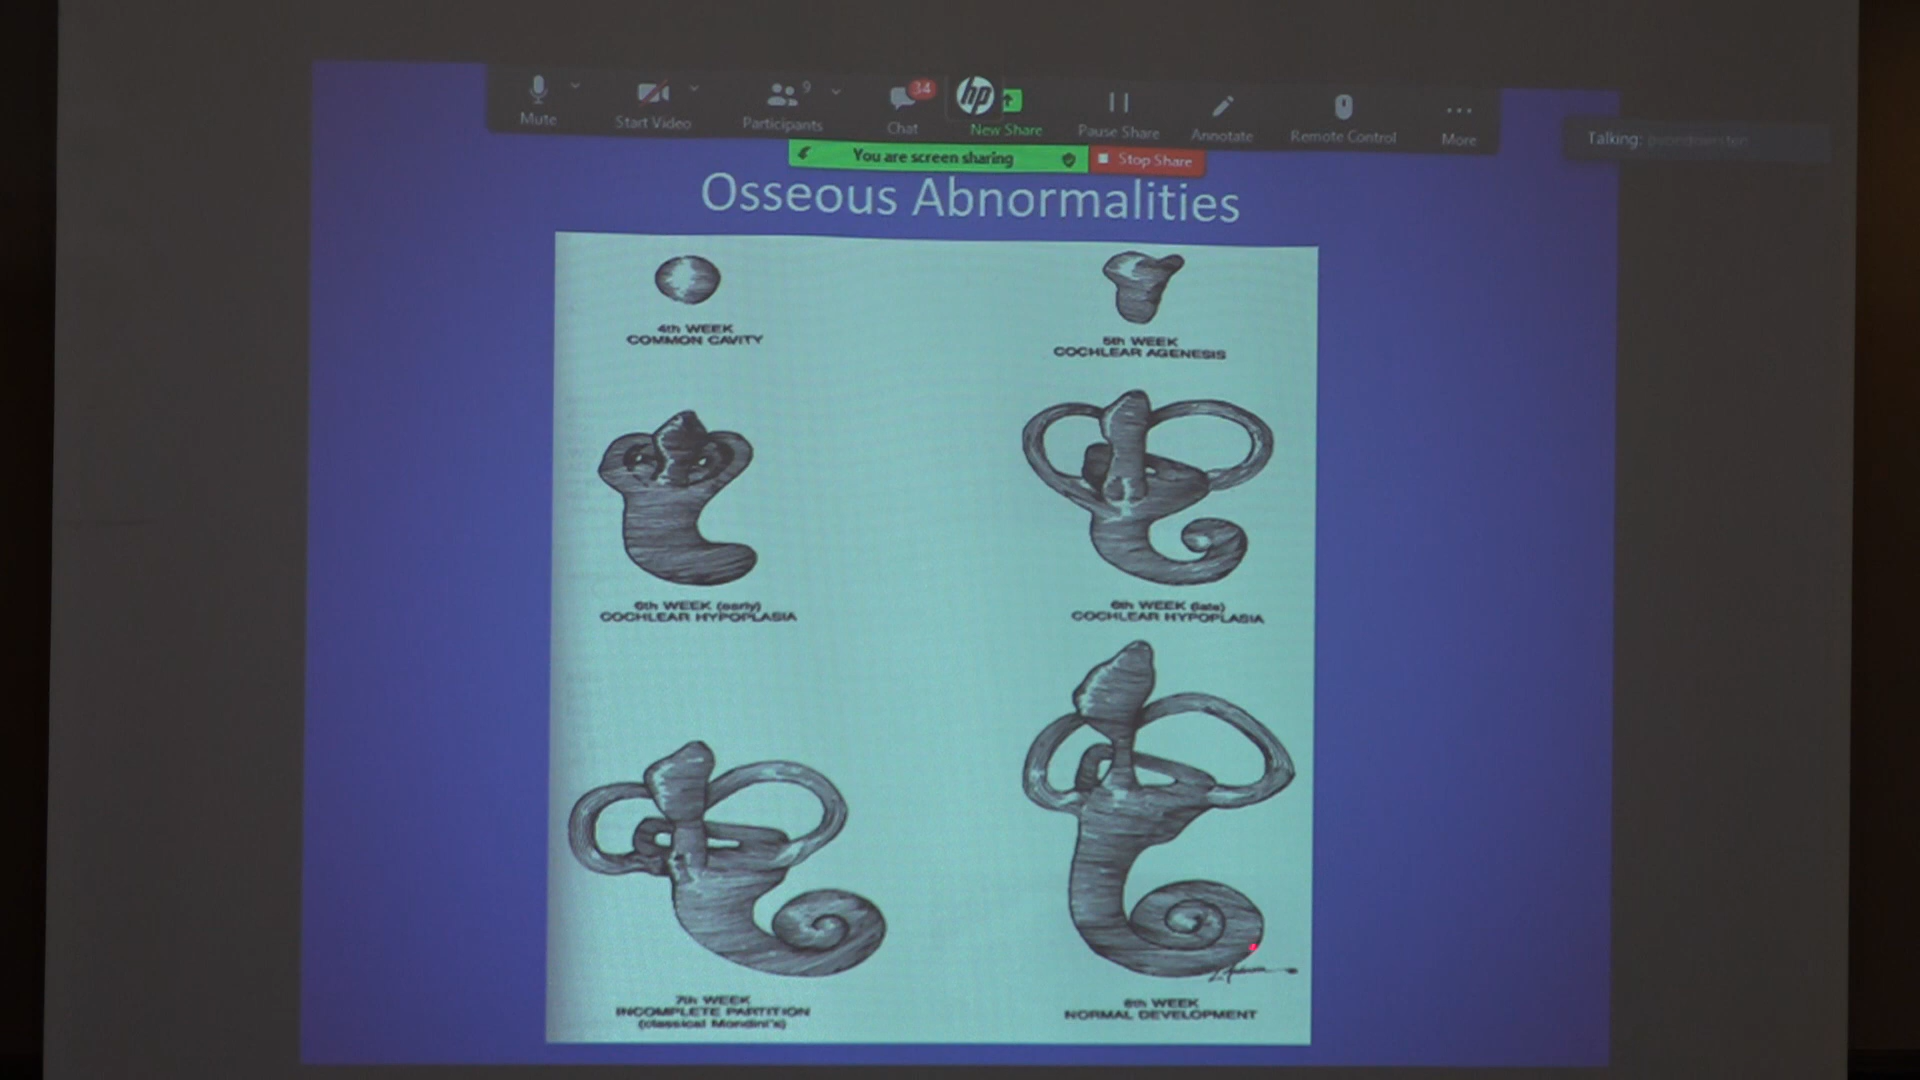 Mute
Start Video
9
Participants
34
Chat
hp
New Share
Pause Share
Annotate
Remote Control
More
You are screen sharing
Stop Share
Talking:
Osseous Abnormalities
4th WEEK
COMMON CAVITY
5th WEEK
COCHLEAR AGENESIS
6th WEEK (early)
COCHLEAR HYPOPLASIA
6th WEEK (late)
COCHLEAR HYPOPLASIA
7th WEEK
INCOMPLETE PARTITION
(classical Mondini's)
8th WEEK
NORMAL DEVELOPMENT